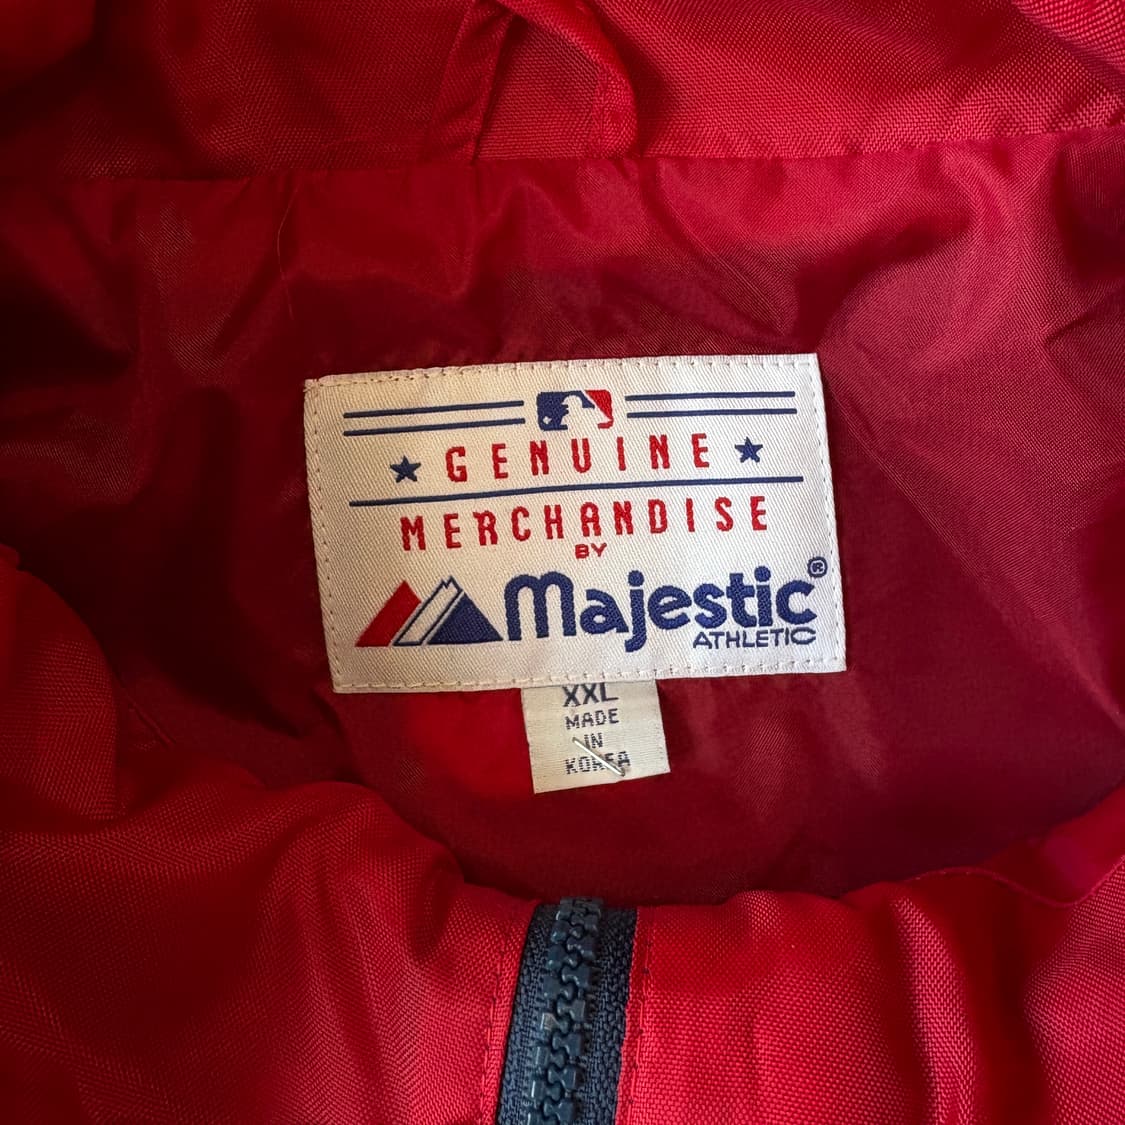 GENUINE
MERCHANDISE
BY
Majestic®
ATHLETIC
XXL
MADE
IN
KOREA